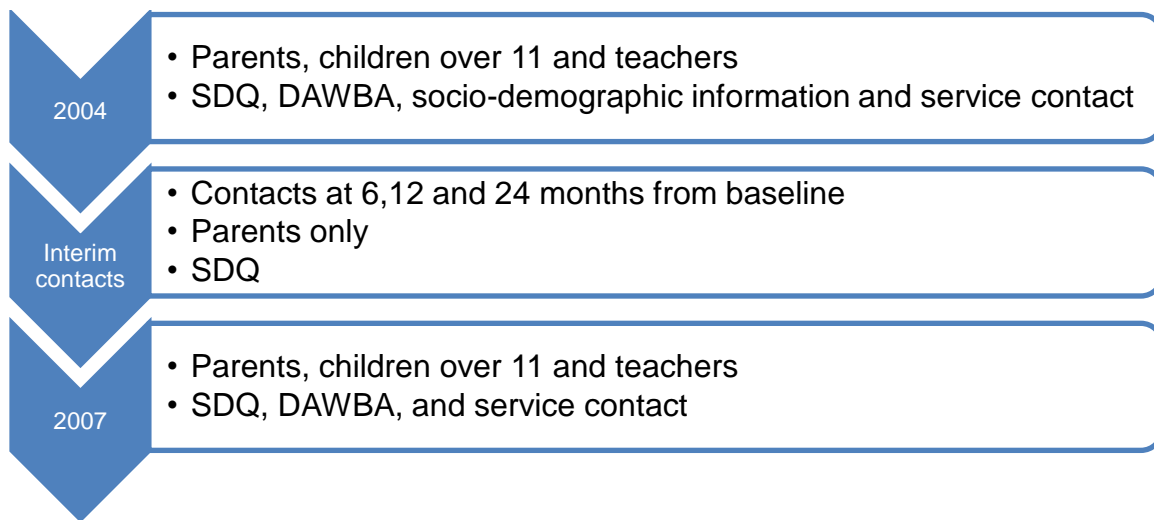 2004
• Parents, children over 11 and teachers
• SDQ, DAWBA, socio-demographic information and service contact
Interim
contacts
• Contacts at 6,12 and 24 months from baseline
• Parents only
• SDQ
2007
• Parents, children over 11 and teachers
• SDQ, DAWBA, and service contact